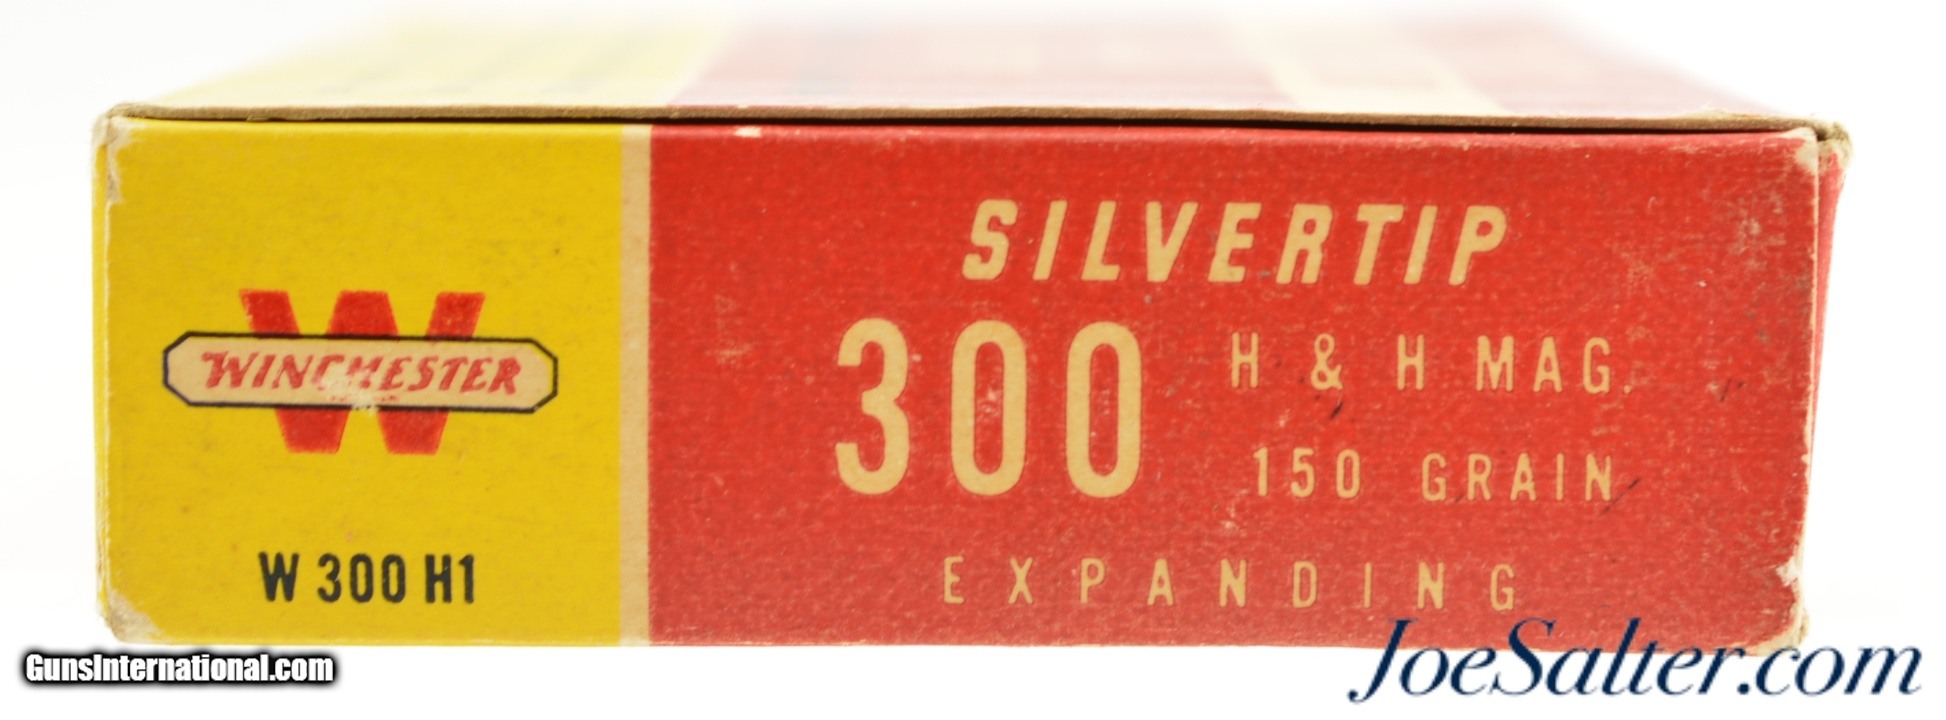 W
WINCHESTER
W 300 H1
SILVERTIP
300 H & H MAG.
150 GRAIN
EXPANDING
GunsInternational.com
JoeSalter.com